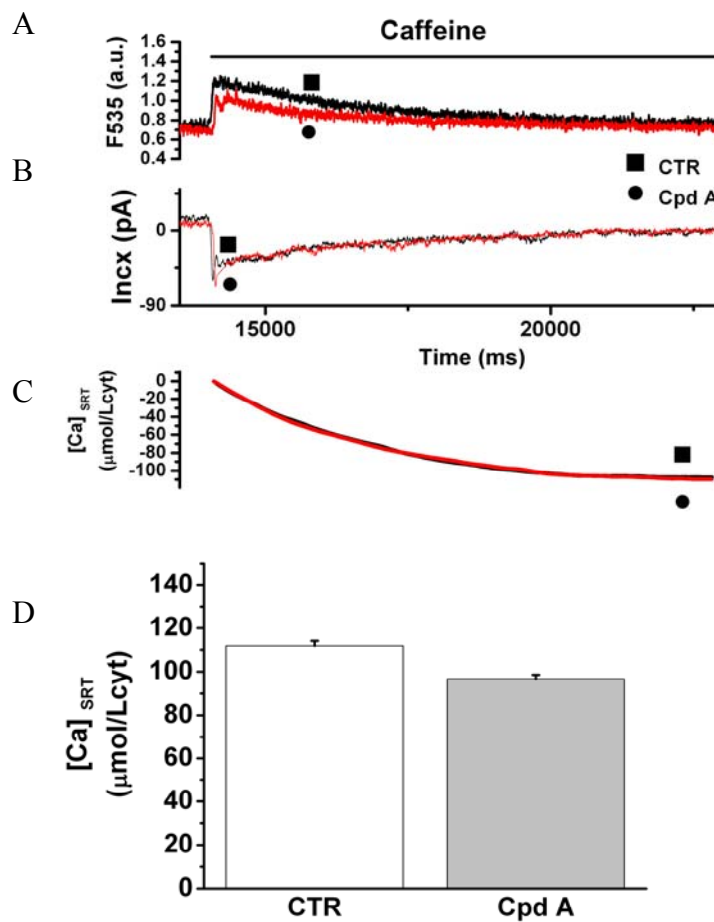 A
Caffeine
F535 (a.u.)
1.6
1.4
1.2
1.0
0.8
0.6
0.4
CTR
Cpd A
B
Incx (pA)
0
-90
15000
20000
Time (ms)
C
[Ca] SRT
(μmol/Lcyt)
0
-20
-40
-60
-80
-100
D
[Ca] SRT
(μmol/Lcyt)
140
120
100
80
60
40
20
0
CTR
Cpd A